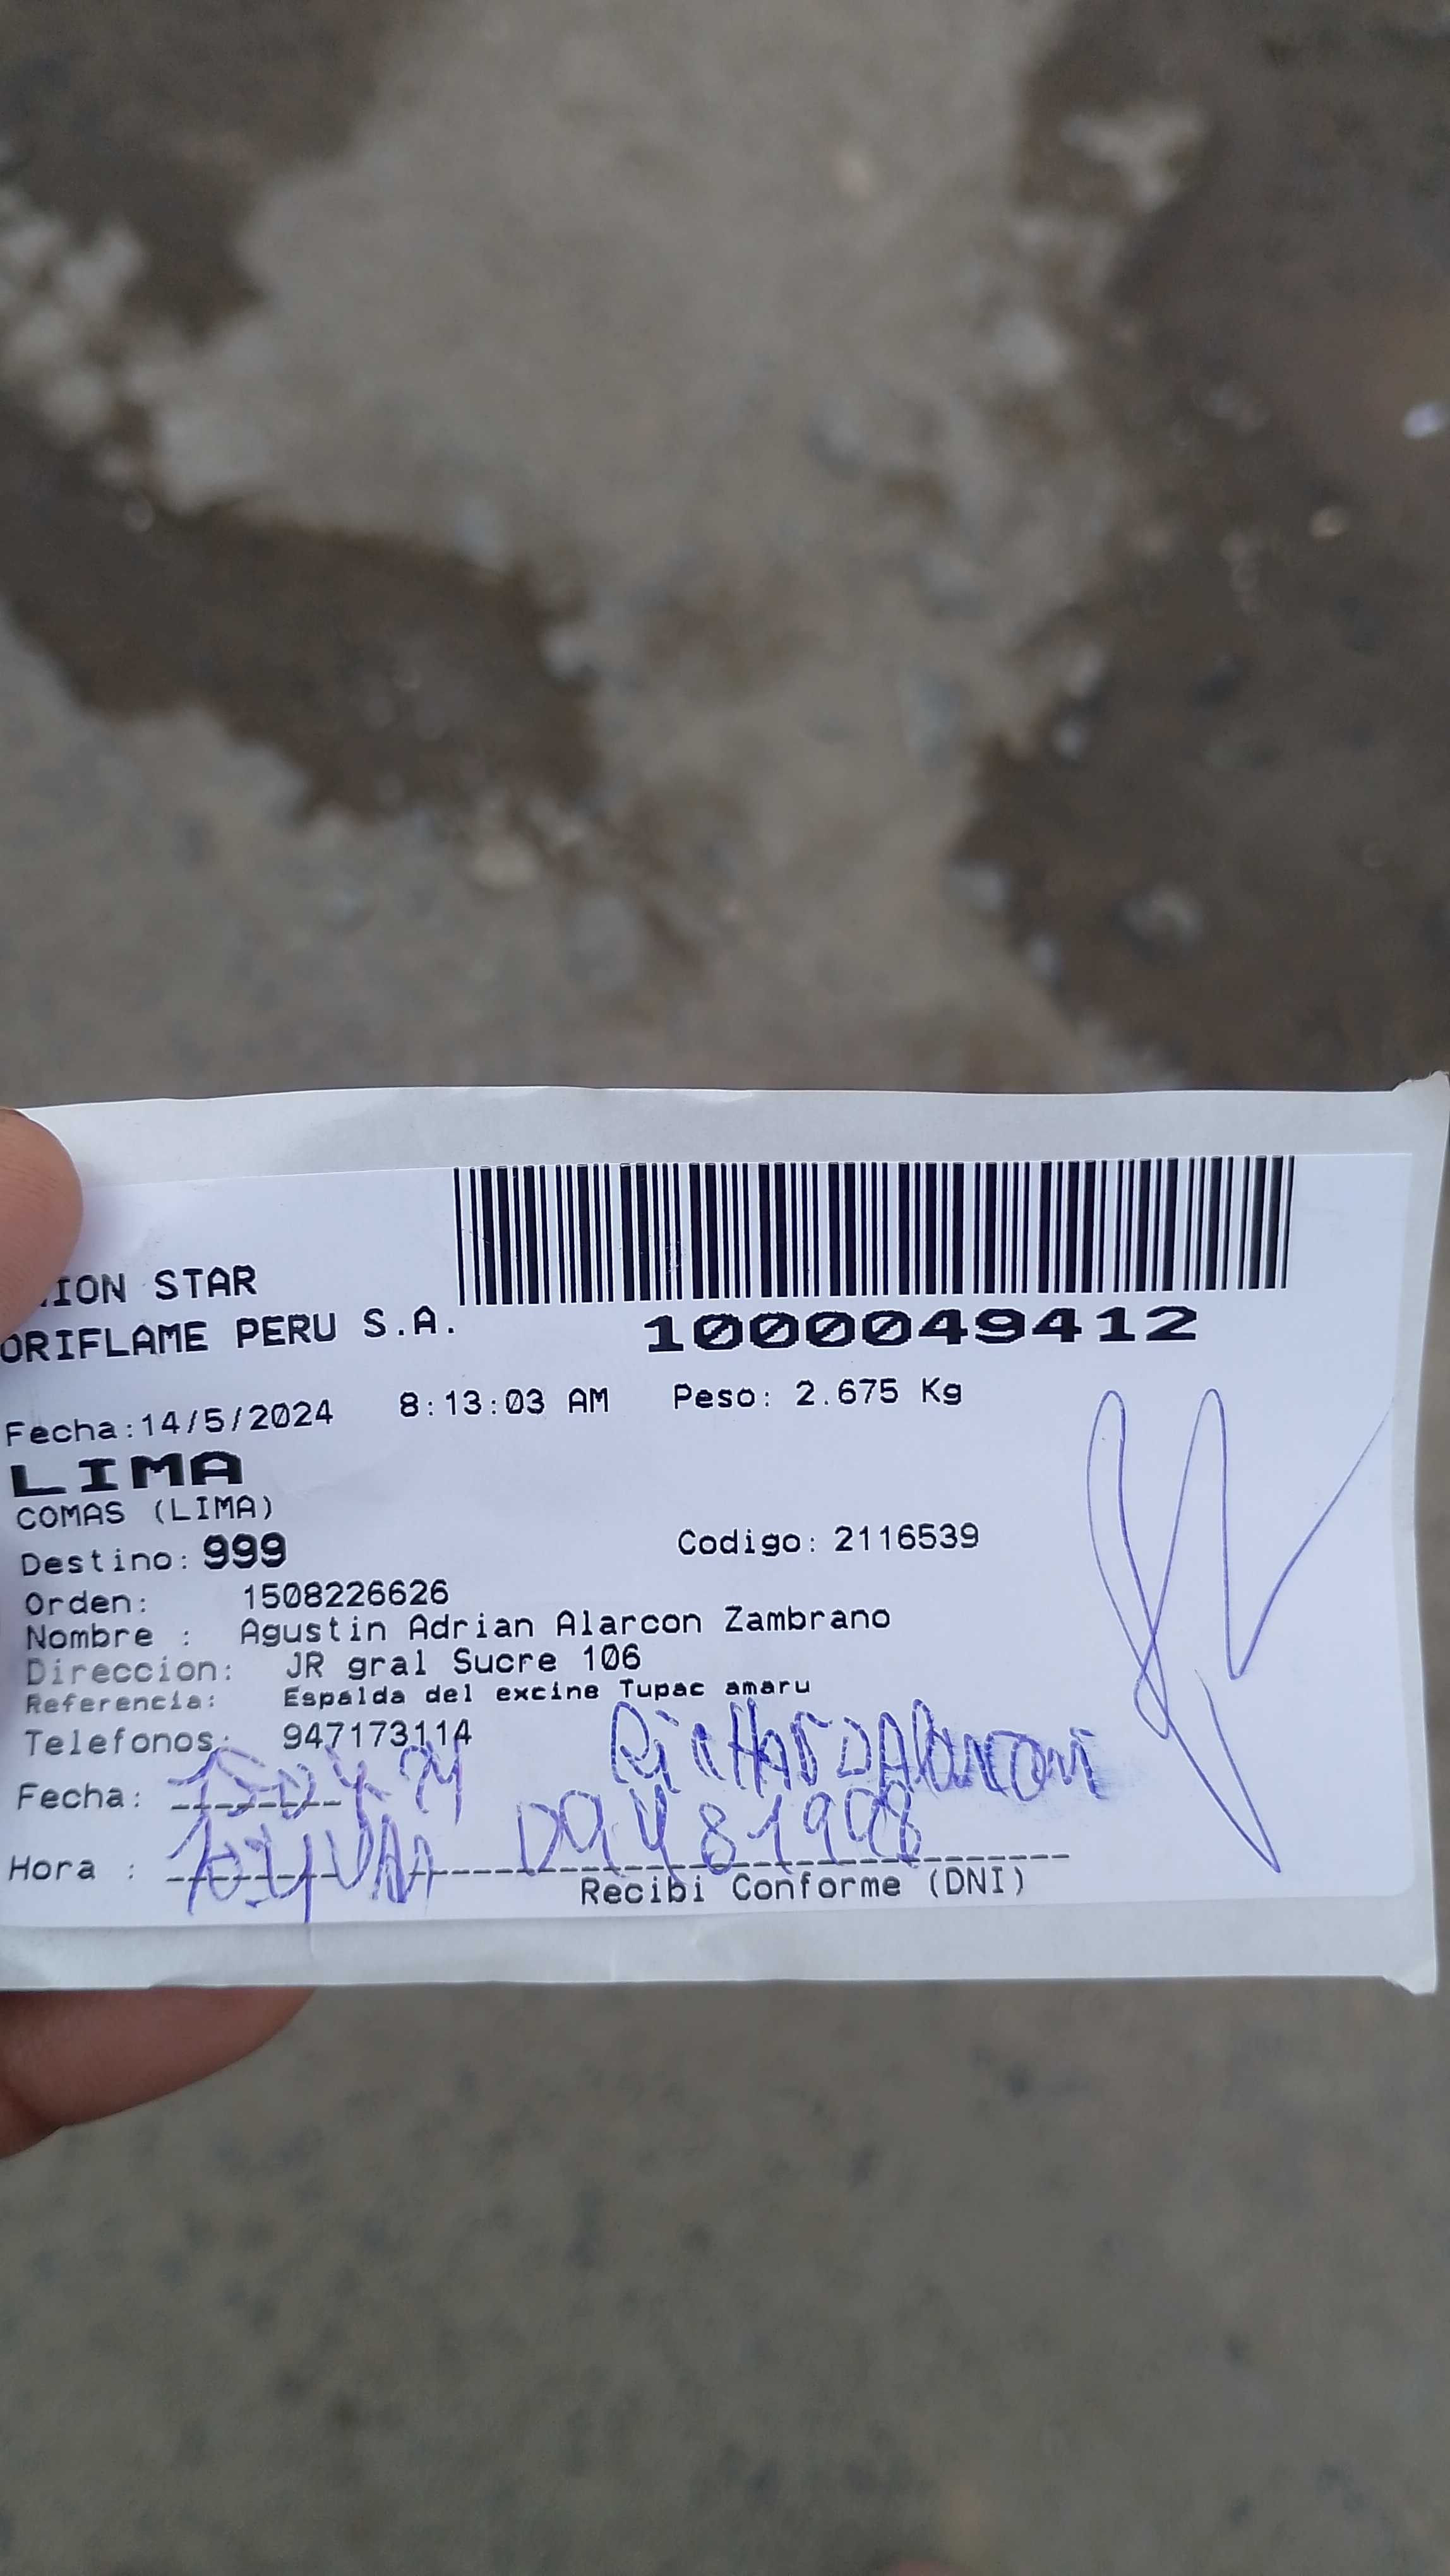 ION STAR
ORIFLAME PERU S.A.
1000049412
Fecha:14/5/2024 8:13:03 AM Peso: 2.675 Kg
LIMA
COMAS (LIMA)
Destino: 999 Codigo: 2116539
Orden: 1508226626
Nombre : Agustin Adrian Alarcon Zambrano
Direccion: JR gral Sucre 106
Referencia: Espalda del excine Tupac amaru
Telefonos: 947173114
RicHarD Alarcon
Fecha:
Hora :
Recibi Conforme (DNI)